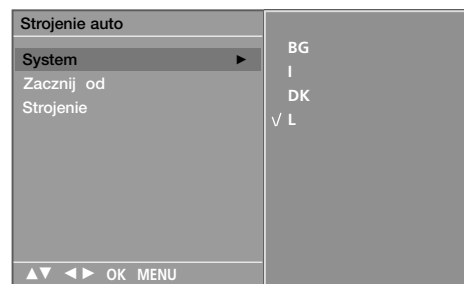 Strojenie auto
System ►
Zacznij od
Strojenie
▲▼ ◄► OK MENU
BG
I
DK
√ L